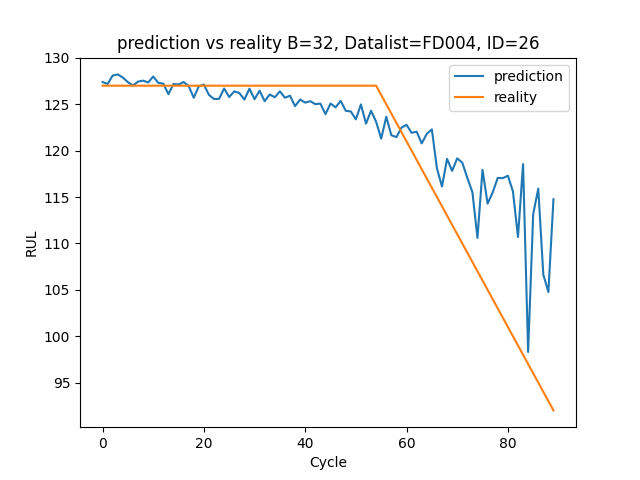 prediction vs reality B=32, Datalist=FD004, ID=26
130
125
120
115
110
105
100
95
RUL
prediction
reality
0
20
40
60
80
Cycle